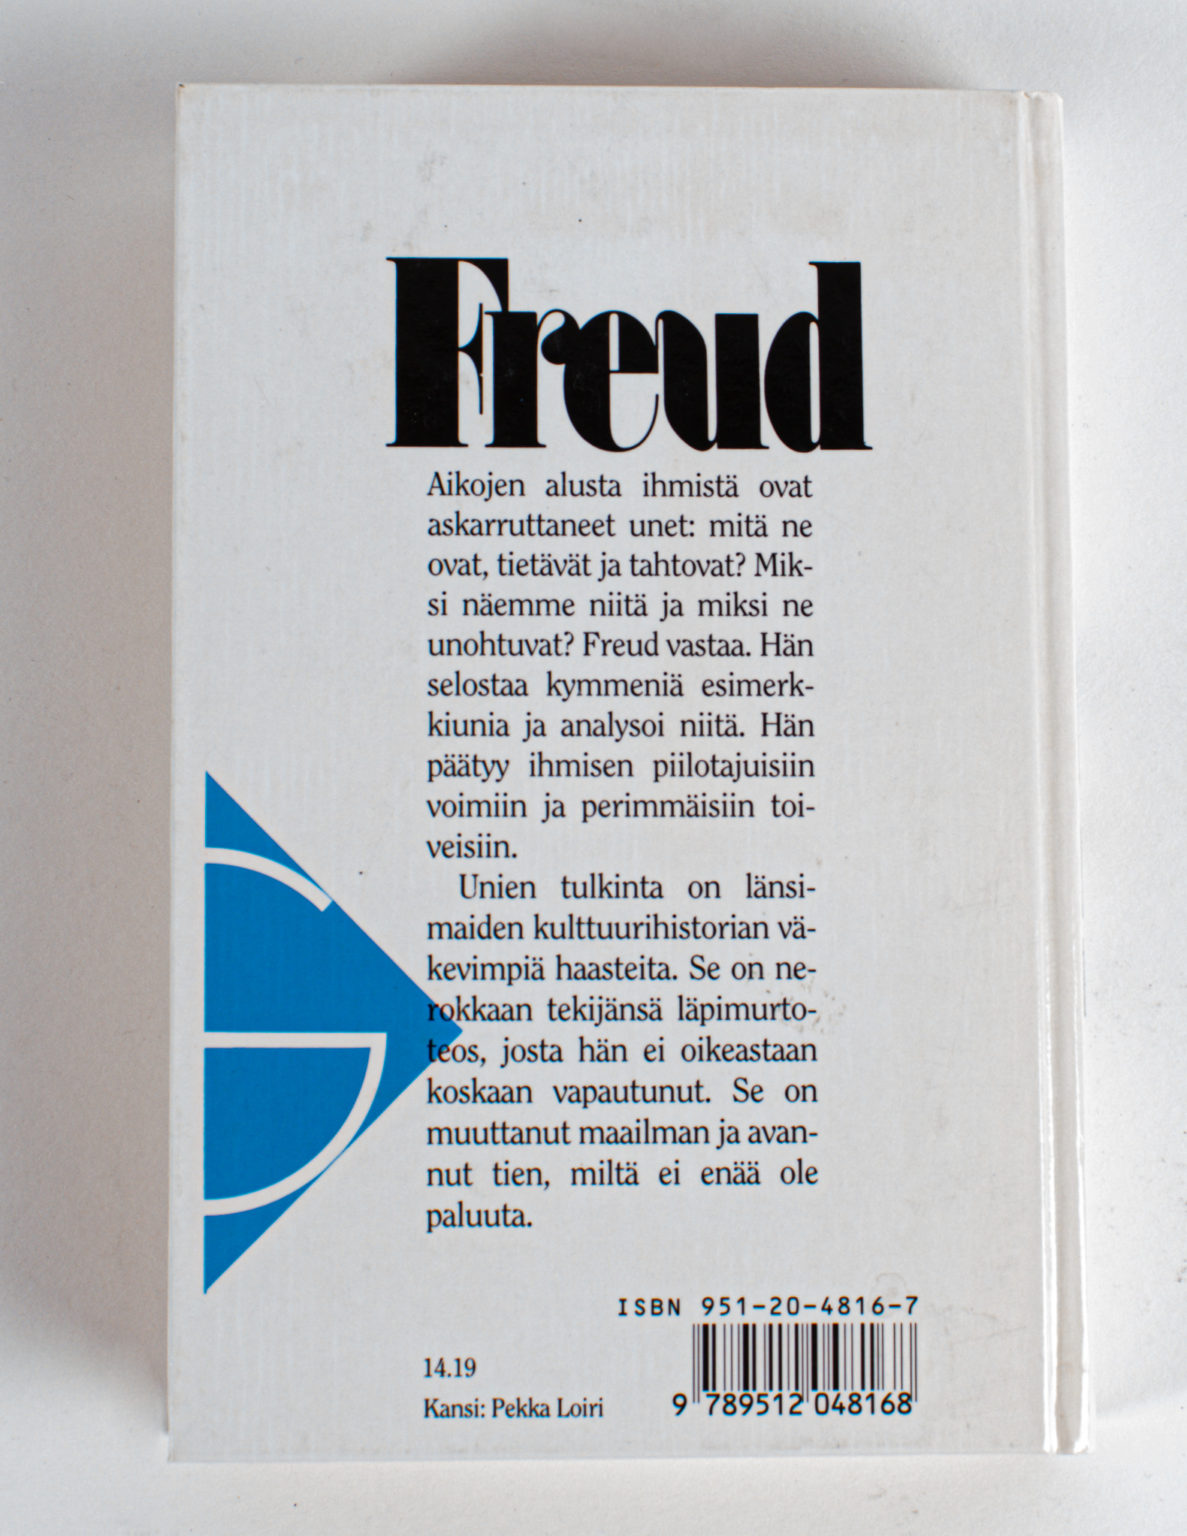 Freud
Aikojen alusta ihmistä ovat
askarruttaneet unet: mitä ne
ovat, tietävät ja tahtovat? Mik-
si näemme niitä ja miksi ne
unohtuvat? Freud vastaa. Hän
selostaa kymmeniä esimerk-
kiunia ja analysoi niitä. Hän
päätyy ihmisen piilotajuisiin
voimiin ja perimmäisiin toi-
veisiin.
Unien tulkinta on länsi-
maiden kulttuurihistorian vä-
kevimpiä haasteita. Se on ne-
rokkaan tekijänsä läpimurto-
teos, josta hän ei oikeastaan
koskaan vapautunut. Se on
muuttanut maailman ja avan-
nut tien, miltä ei enää ole
paluuta.
ISBN 951-20-4816-7
9 789512 048168
14.19
Kansi: Pekka Loiri